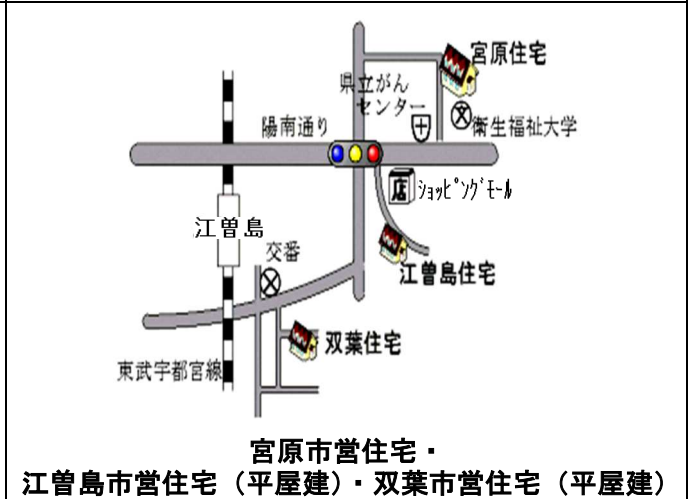 宮原住宅
県立がん
センター
衛生福祉大学
陽南通り
店
ショッピングモール
江曽島
交番
江曽島住宅
双葉住宅
東武宇都宮線
宮原市営住宅・
江曽島市営住宅（平屋建）・双葉市営住宅（平屋建）